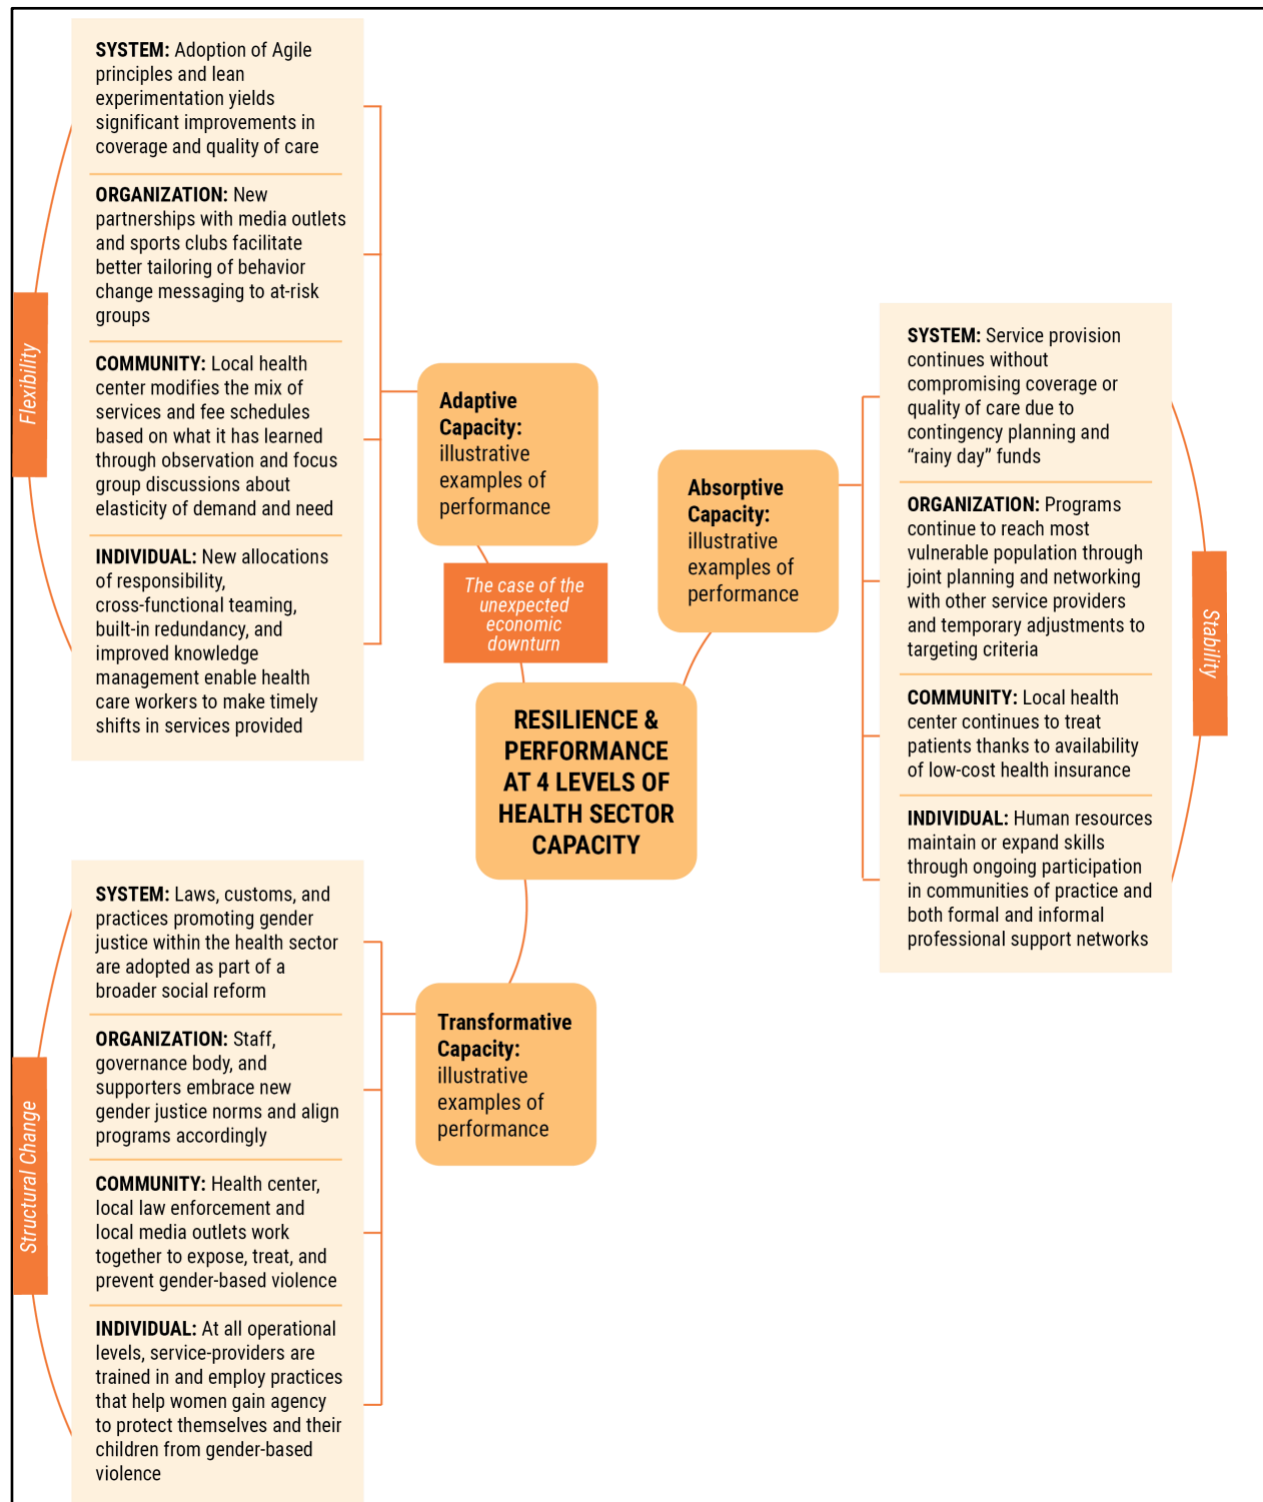 SYSTEM: Adoption of Agile
principles and lean
experimentation yields
significant improvements in
coverage and quality of care
ORGANIZATION: New
partnerships with media outlets
and sports clubs facilitate
better tailoring of behavior
change messaging to at-risk
groups
COMMUNITY: Local health
center modifies the mix of
services and fee schedules
based on what it has learned
through observation and focus
group discussions about
elasticity of demand and need
INDIVIDUAL: New allocations
of responsibility,
cross-functional teaming,
built-in redundancy, and
improved knowledge
management enable health
care workers to make timely
shifts in services provided
Flexibility
Adaptive
Capacity:
illustrative
examples of
performance
The case of the
unexpected
economic
downturn
Absorptive
Capacity:
illustrative
examples of
performance
SYSTEM: Service provision
continues without
compromising coverage or
quality of care due to
contingency planning and
“rainy day” funds
ORGANIZATION: Programs
continue to reach most
vulnerable population through
joint planning and networking
with other service providers
and temporary adjustments to
targeting criteria
COMMUNITY: Local health
center continues to treat
patients thanks to availability
of low-cost health insurance
INDIVIDUAL: Human resources
maintain or expand skills
through ongoing participation
in communities of practice and
both formal and informal
professional support networks
Stability
RESILIENCE &
PERFORMANCE
AT 4 LEVELS OF
HEALTH SECTOR
CAPACITY
SYSTEM: Laws, customs, and
practices promoting gender
justice within the health sector
are adopted as part of a
broader social reform
ORGANIZATION: Staff,
governance body, and
supporters embrace new
gender justice norms and align
programs accordingly
COMMUNITY: Health center,
local law enforcement and
local media outlets work
together to expose, treat, and
prevent gender-based violence
INDIVIDUAL: At all operational
levels, service-providers are
trained in and employ practices
that help women gain agency
to protect themselves and their
children from gender-based
violence
Structural Change
Transformative
Capacity:
illustrative
examples of
performance